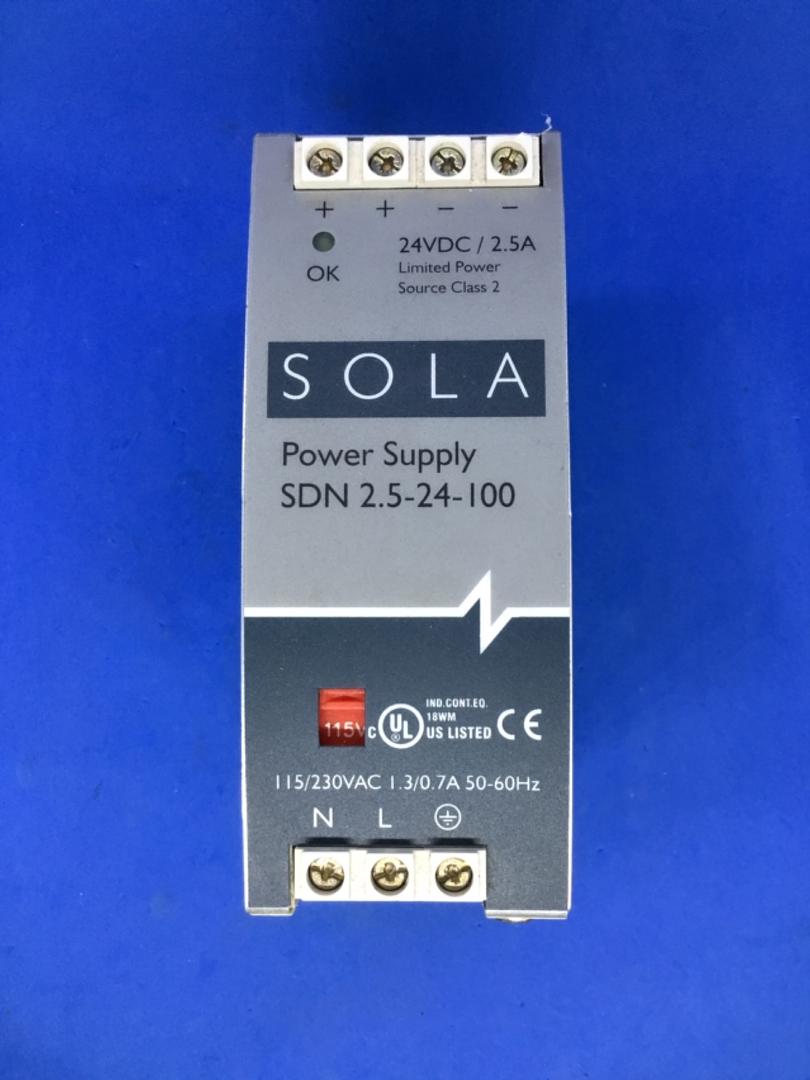 + + − −
OK
24VDC / 2.5A
Limited Power
Source Class 2
SOLA
Power Supply
SDN 2.5-24-100
115V
C UL US LISTED
®
IND.CONT.EQ.
18WM
CE
115/230VAC 1.3/0.7A 50-60Hz
N L